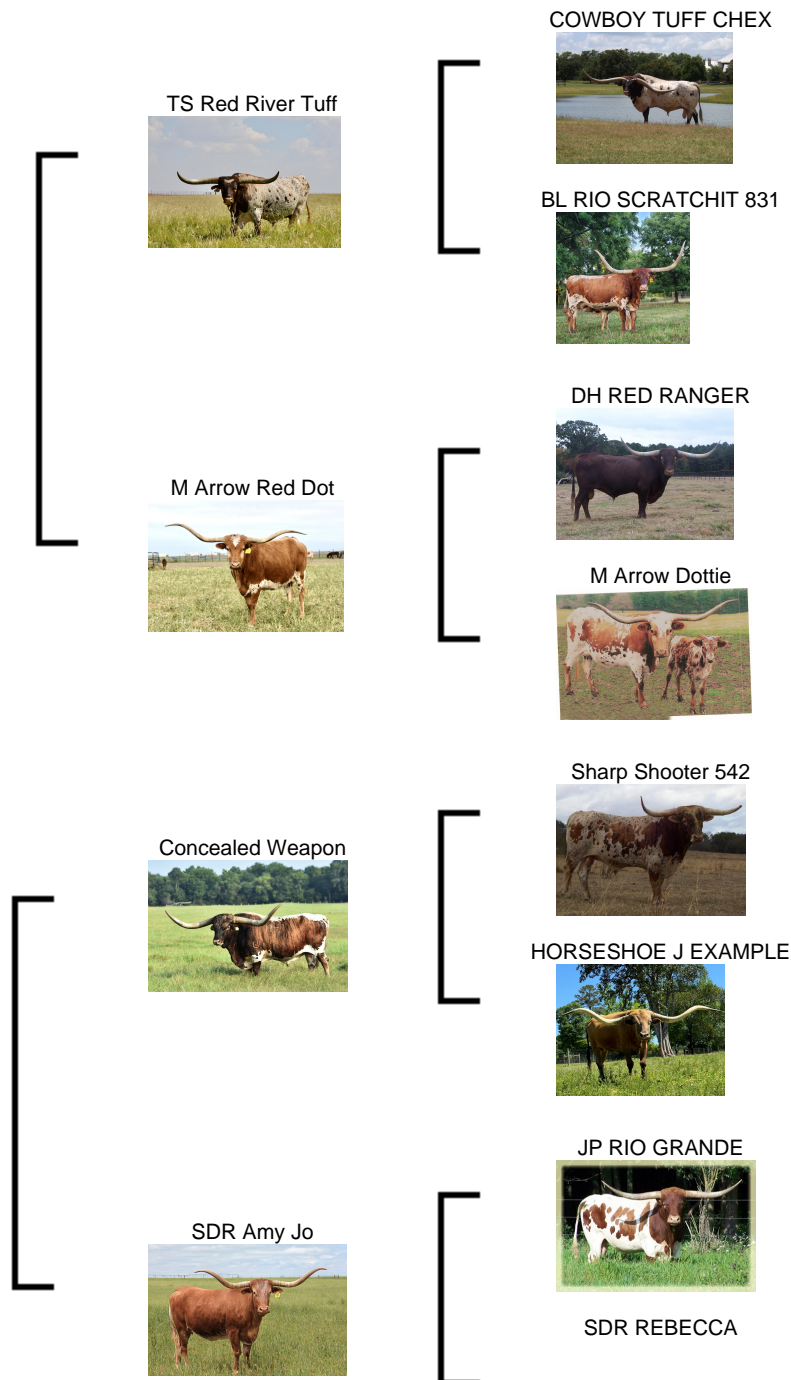 COWBOY TUFF CHEX
TS Red River Tuff
BL RIO SCRATCHIT 831
DH RED RANGER
M Arrow Red Dot
M Arrow Dottie
Sharp Shooter 542
Concealed Weapon
HORSESHOE J EXAMPLE
JP RIO GRANDE
SDR Amy Jo
SDR REBECCA